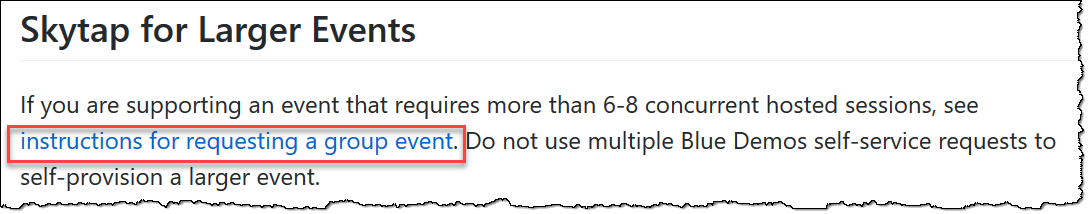 Skytap for Larger Events
If you are supporting an event that requires more than 6-8 concurrent hosted sessions, see
instructions for requesting a group event. Do not use multiple Blue Demos self-service requests to
self-provision a larger event.